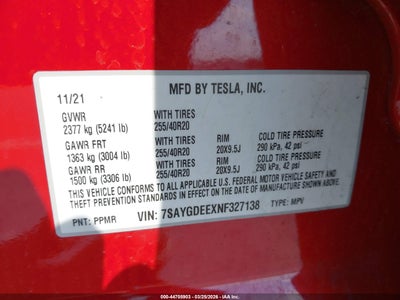 MFD BY TESLA, INC.
11/21
GVWR WITH TIRES
2377 kg (5241 lb) 255/40R20
GAWR FRT WITH TIRES RIM COLD TIRE PRESSURE
1363 kg (3004 lb) 255/40R20 20X9.5J 290 kPa, 42 psi
GAWR RR WITH TIRES RIM COLD TIRE PRESSURE
1500 kg (3306 lb) 255/40R20 20X9.5J 290 kPa, 42 psi
THIS VEHICLE CONFORMS TO ALL APPLICABLE U.S. FEDERAL MOTOR VEHICLE SAFETY AND
THEFT PREVENTION STANDARDS IN EFFECT ON THE DATE OF MANUFACTURE SHOWN ABOVE.
PNT: PPMR VIN: 7SAYGDEEXNF327138 TYPE: MPV
000-44708903 | 03/25/2026 - IAAI.COM